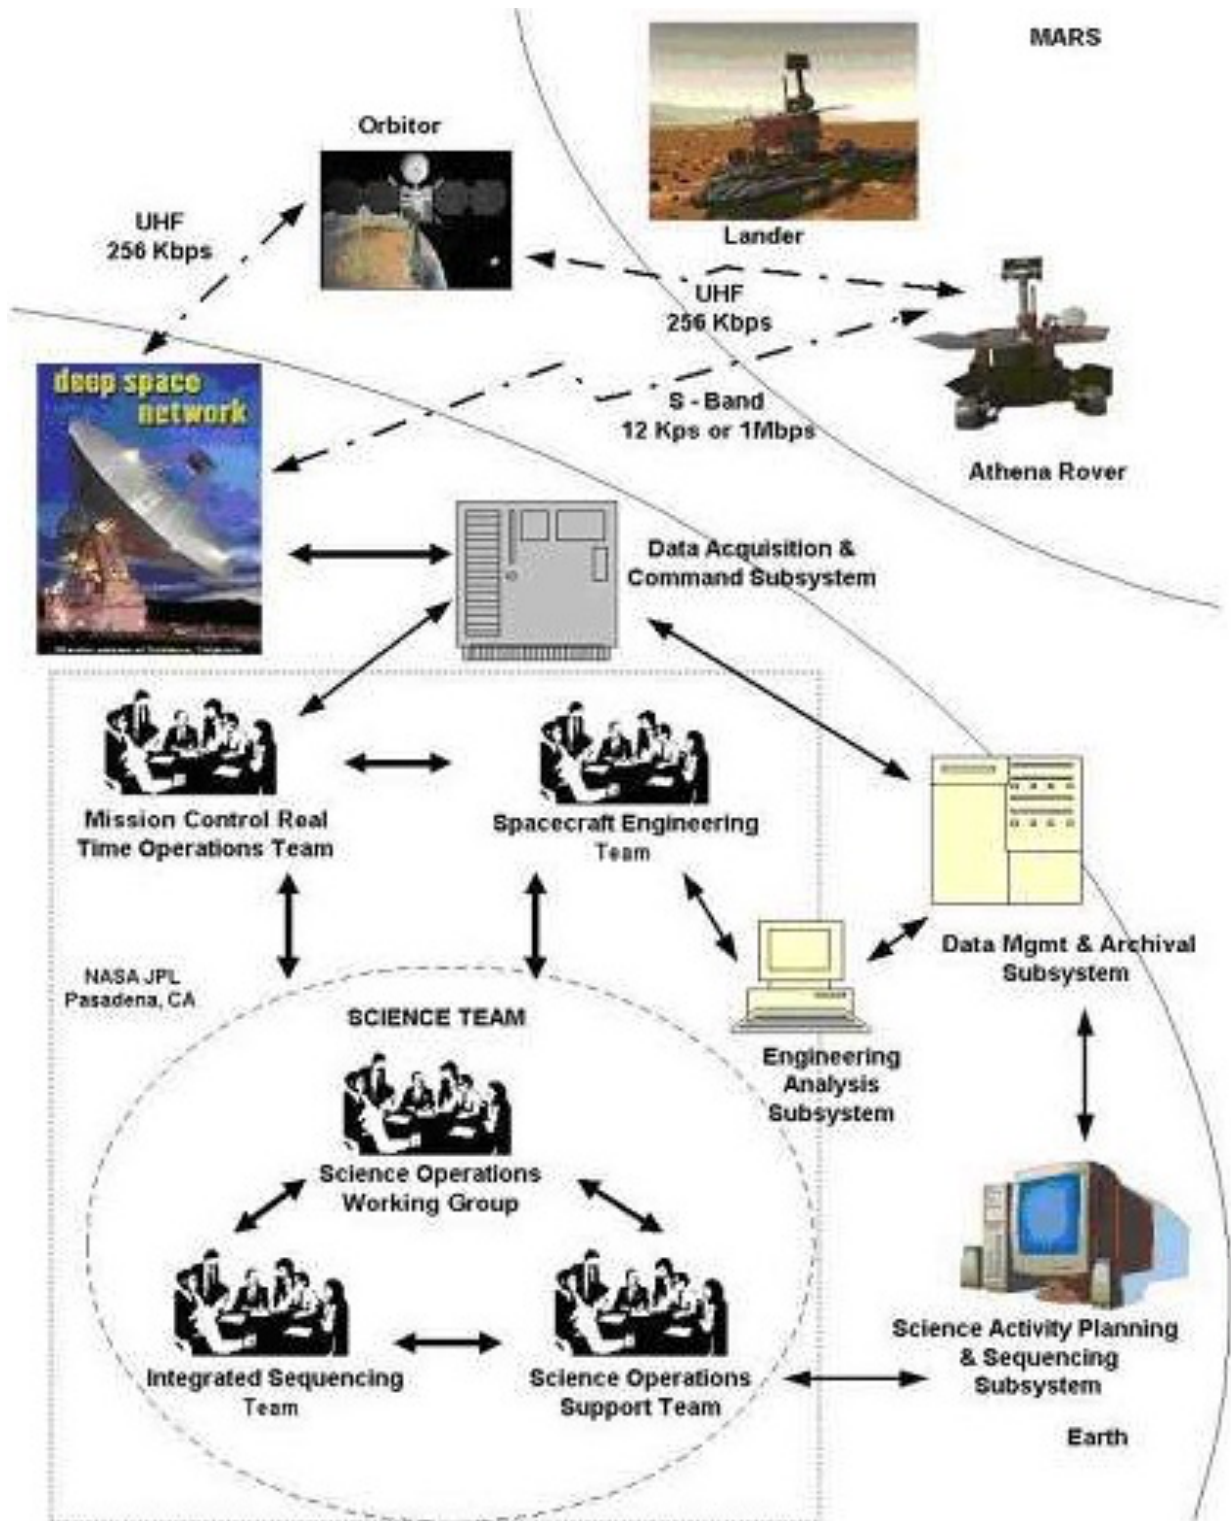 MARS
Orbitor
UHF
256 Kbps
Lander
UHF
256 Kbps
deep space
network
S - Band
12 Kps or 1Mbps
Athena Rover
Data Acquisition &
Command Subsystem
Mission Control Real
Time Operations Team
Spacecraft Engineering
Team
NASA JPL
Pasadena, CA
Data Mgmt & Archival
Subsystem
SCIENCE TEAM
Engineering
Analysis
Subsystem
Science Operations
Working Group
Integrated Sequencing
Team
Science Operations
Support Team
Science Activity Planning
& Sequencing
Subsystem
Earth